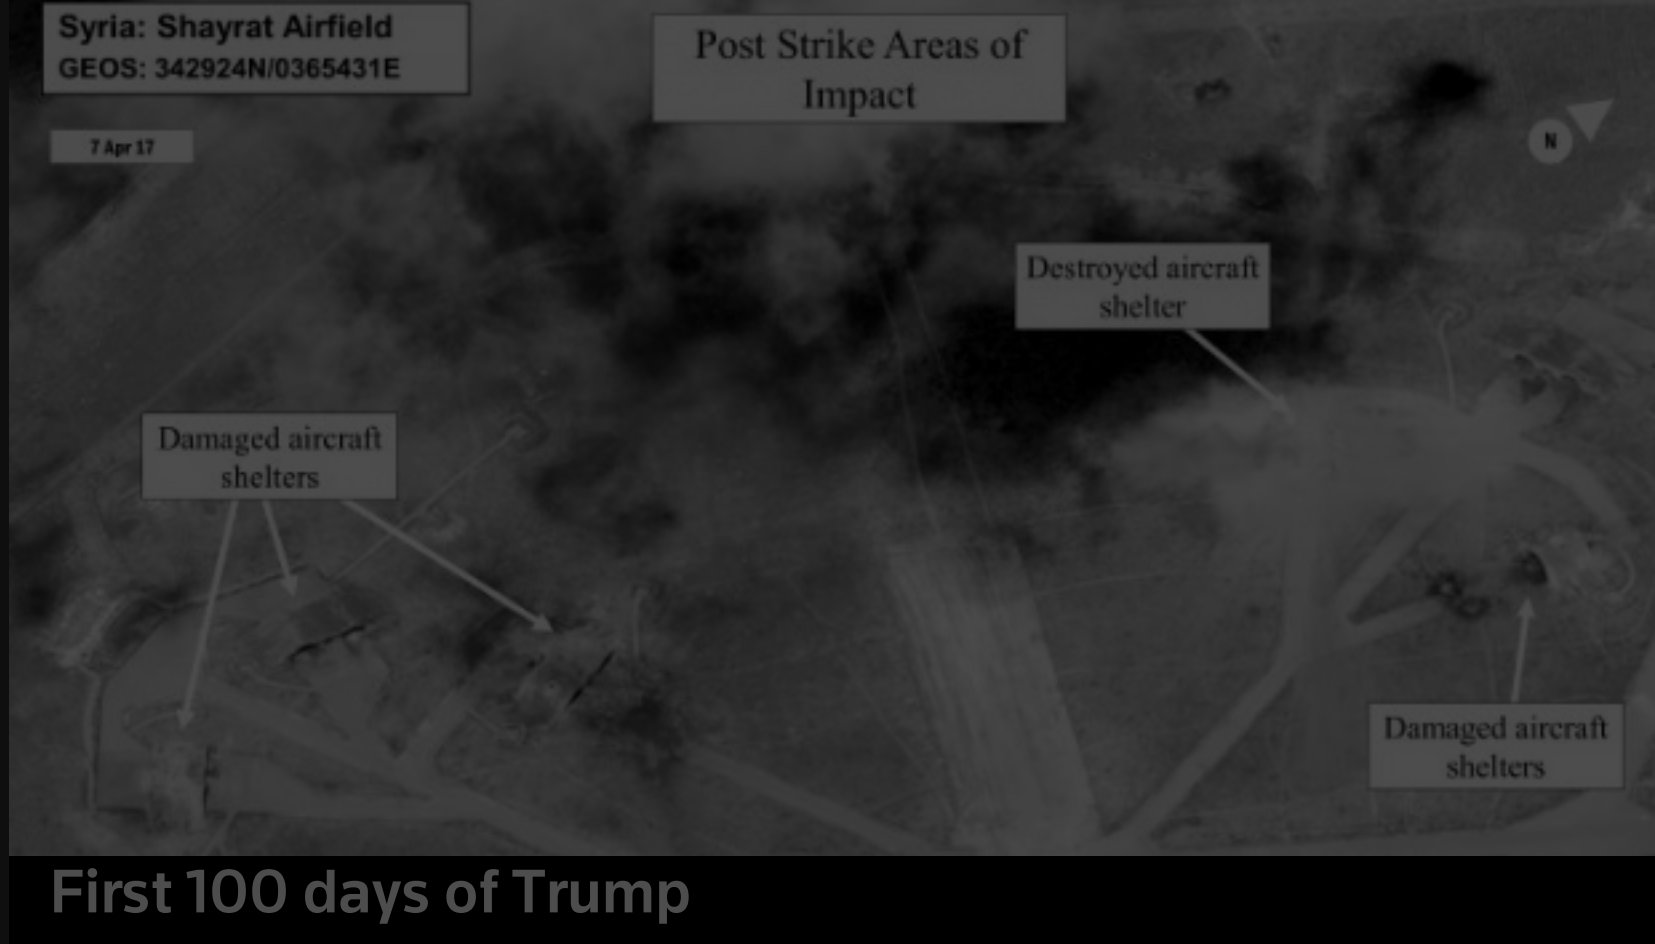 Syria: Shayrat Airfield
GEOS: 342924N/0365431E
Post Strike Areas of
Impact
7 Apr 17
N
Destroyed aircraft
shelter
Damaged aircraft
shelters
Damaged aircraft
shelters
First 100 days of Trump